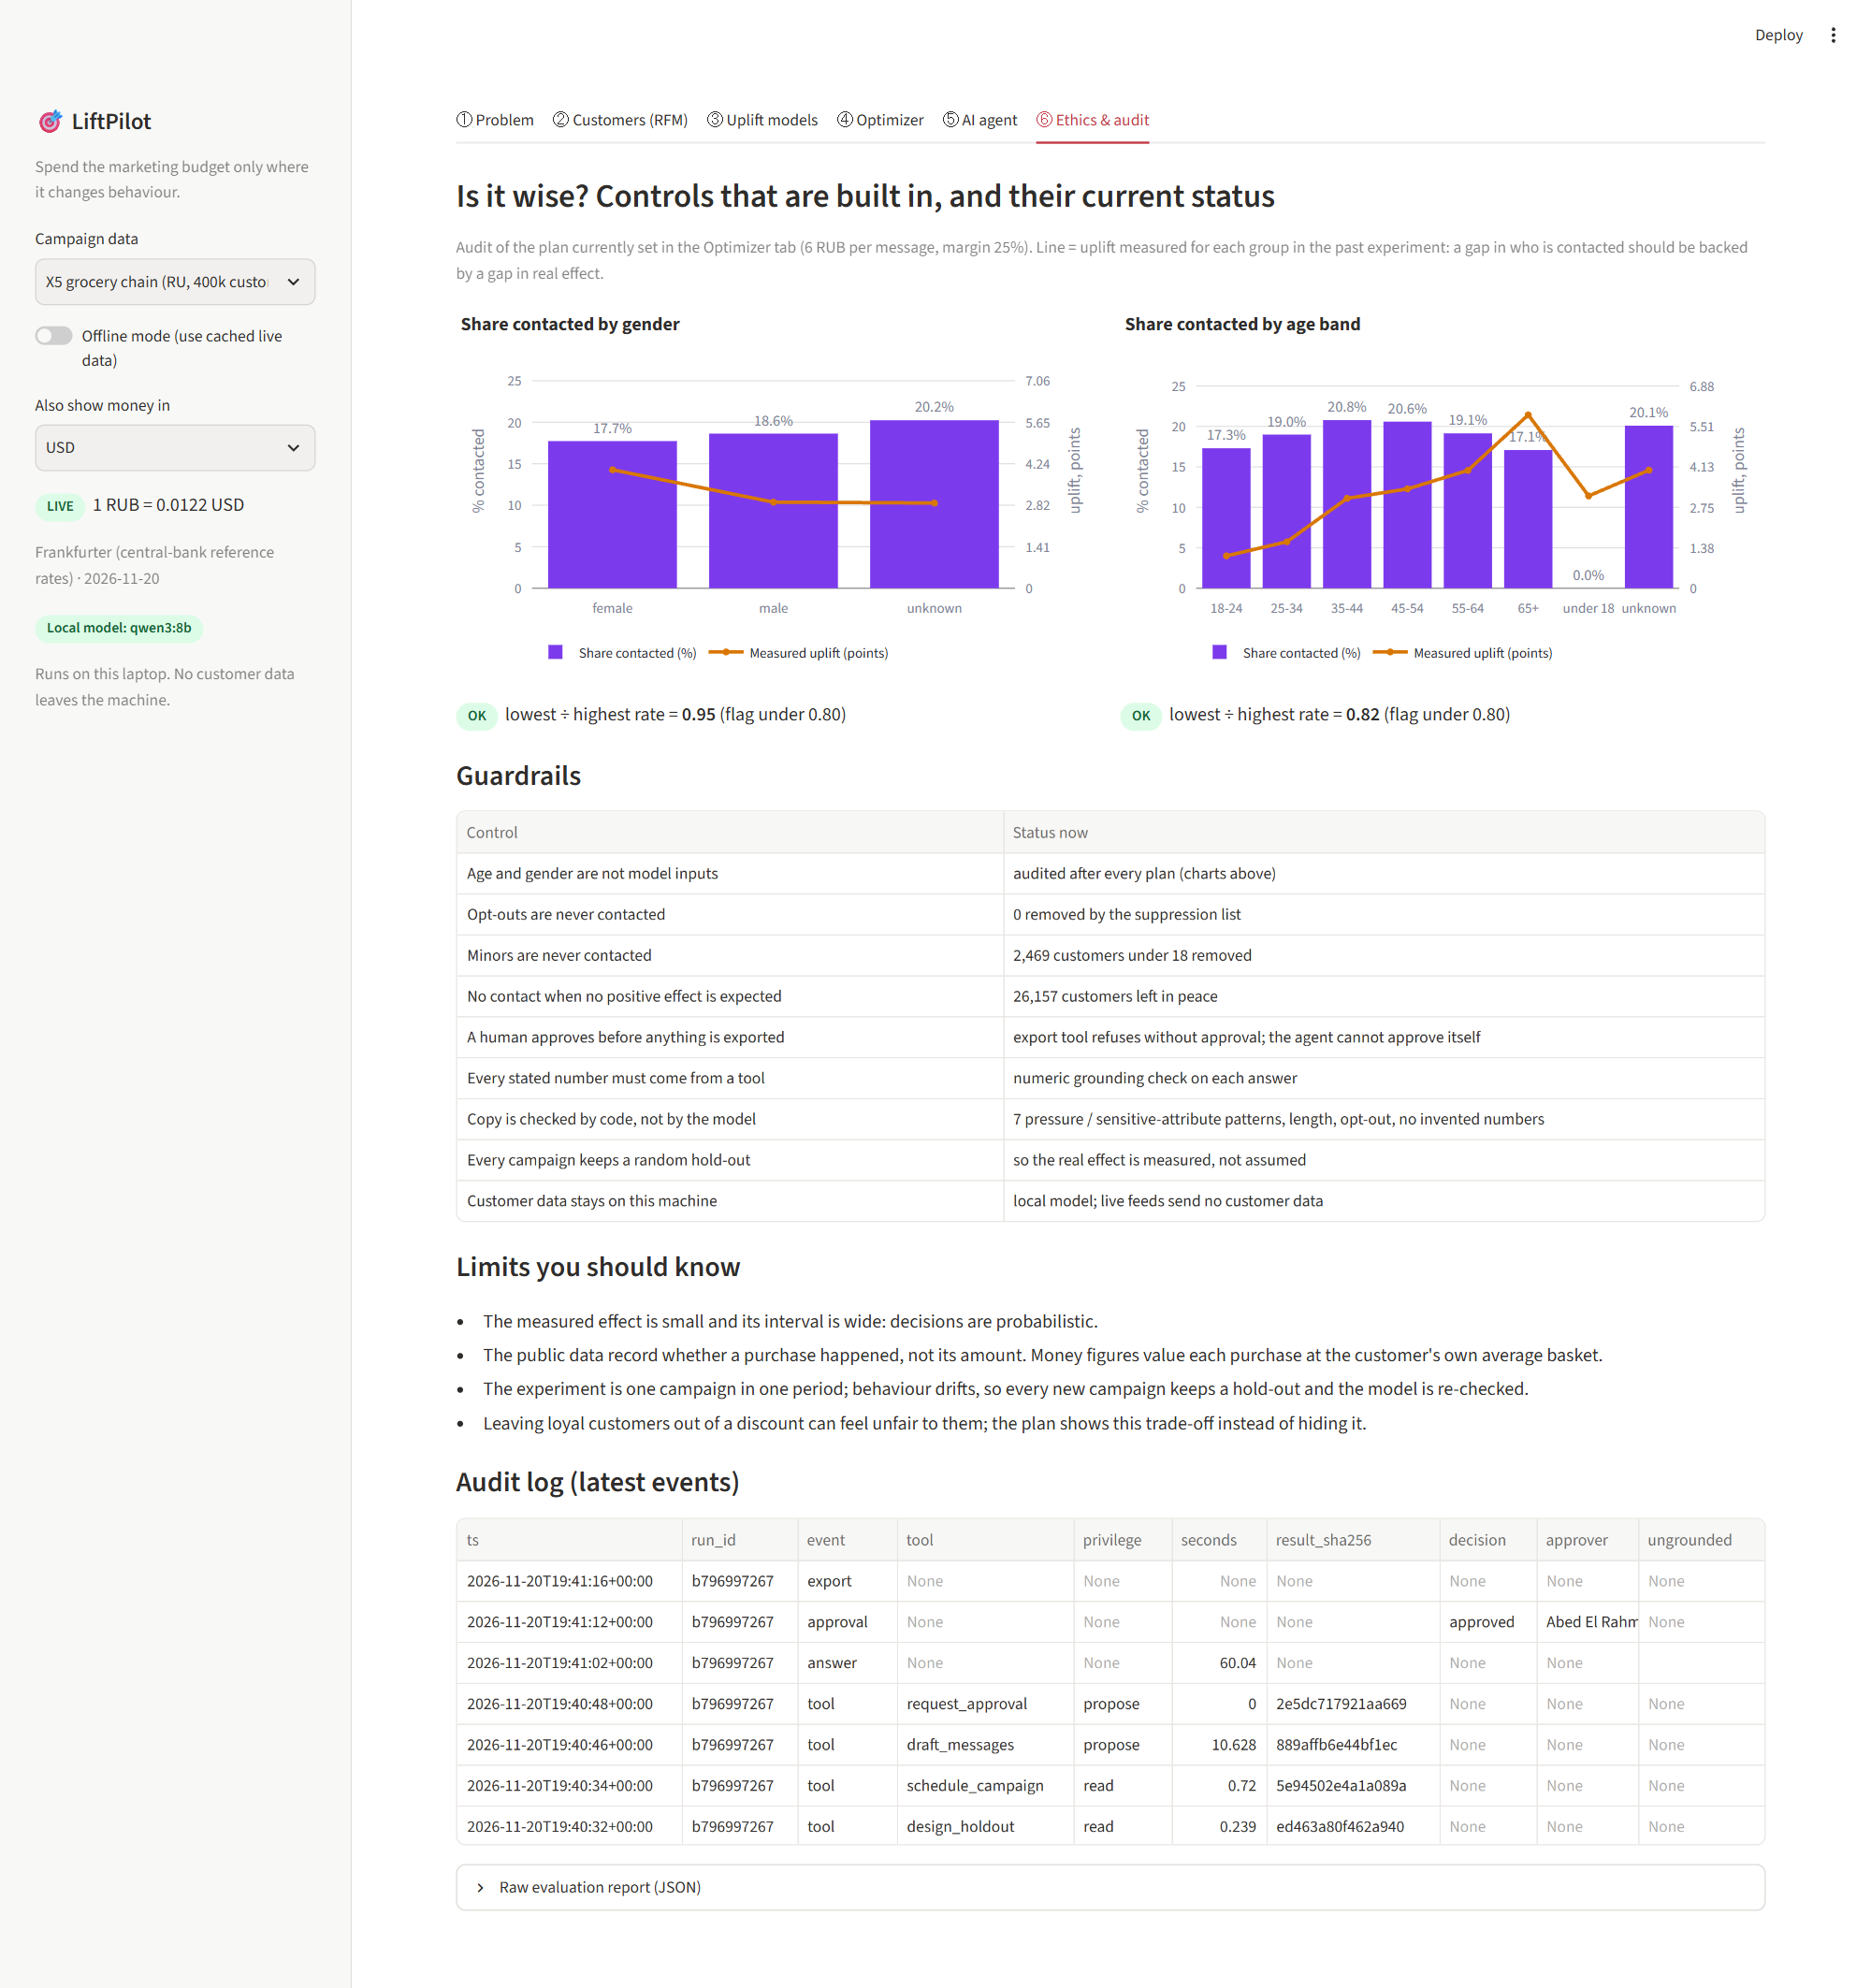 Deploy
LiftPilot
Spend the marketing budget only where
it changes behaviour.
Campaign data
X5 grocery chain (RU, 400k custo
Offline mode (use cached live
data)
Also show money in
USD
LIVE 1 RUB = 0.0122 USD
Frankfurter (central-bank reference
rates) · 2026-11-20
Local model: qwen3:8b
Runs on this laptop. No customer data
leaves the machine.
① Problem ② Customers (RFM) ③ Uplift models ④ Optimizer ⑤ AI agent ⑥ Ethics & audit
Is it wise? Controls that are built in, and their current status
Audit of the plan currently set in the Optimizer tab (6 RUB per message, margin 25%). Line = uplift measured for each group in the past experiment: a gap in who is contacted should be backed
by a gap in real effect.
Share contacted by gender
% contacted
25
20
15
10
5
0
17.7%
18.6%
20.2%
7.06
5.65
4.24
2.82
1.41
0
uplift, points
female male unknown
Share contacted (%) Measured uplift (points)
OK lowest ÷ highest rate = 0.95 (flag under 0.80)
Share contacted by age band
% contacted
25
20
15
10
5
0
17.3%
19.0%
20.8%
20.6%
19.1%
17.1%
0.0%
20.1%
6.88
5.51
4.13
2.75
1.38
0
uplift, points
18-24 25-34 35-44 45-54 55-64 65+ under 18 unknown
Share contacted (%) Measured uplift (points)
OK lowest ÷ highest rate = 0.82 (flag under 0.80)
Guardrails
Control Status now
Age and gender are not model inputs audited after every plan (charts above)
Opt-outs are never contacted 0 removed by the suppression list
Minors are never contacted 2,469 customers under 18 removed
No contact when no positive effect is expected 26,157 customers left in peace
A human approves before anything is exported export tool refuses without approval; the agent cannot approve itself
Every stated number must come from a tool numeric grounding check on each answer
Copy is checked by code, not by the model 7 pressure / sensitive-attribute patterns, length, opt-out, no invented numbers
Every campaign keeps a random hold-out so the real effect is measured, not assumed
Customer data stays on this machine local model; live feeds send no customer data
Limits you should know
• The measured effect is small and its interval is wide: decisions are probabilistic.
• The public data record whether a purchase happened, not its amount. Money figures value each purchase at the customer's own average basket.
• The experiment is one campaign in one period; behaviour drifts, so every new campaign keeps a hold-out and the model is re-checked.
• Leaving loyal customers out of a discount can feel unfair to them; the plan shows this trade-off instead of hiding it.
Audit log (latest events)
ts run_id event tool privilege seconds result_sha256 decision approver ungrounded
2026-11-20T19:41:16+00:00 b796997267 export None None None None None None None
2026-11-20T19:41:12+00:00 b796997267 approval None None None None approved Abed El Rahm None
2026-11-20T19:41:02+00:00 b796997267 answer None None 60.04 None None None
2026-11-20T19:40:48+00:00 b796997267 tool request_approval propose 0 2e5dc717921aa669 None None None
2026-11-20T19:40:46+00:00 b796997267 tool draft_messages propose 10.628 889affb6e44bf1ec None None None
2026-11-20T19:40:34+00:00 b796997267 tool schedule_campaign read 0.72 5e94502e4a1a089a None None None
2026-11-20T19:40:32+00:00 b796997267 tool design_holdout read 0.239 ed463a80f462a940 None None None
Raw evaluation report (JSON)